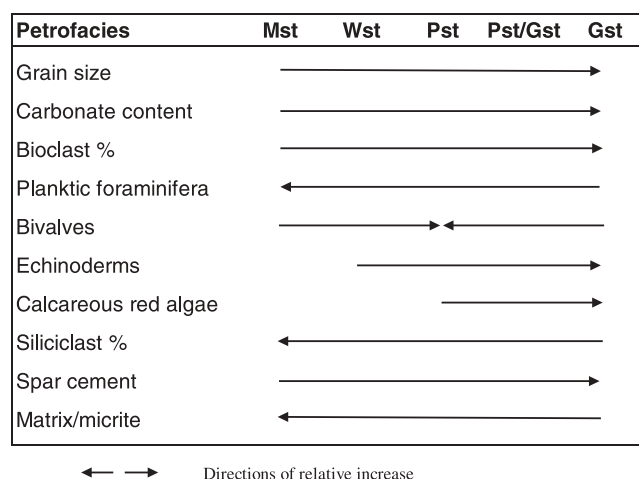 Petrofacies Mst Wst Pst Pst/Gst Gst
Grain size
Carbonate content
Bioclast %
Planktic foraminifera
Bivalves
Echinoderms
Calcareous red algae
Siliciclast %
Spar cement
Matrix/micrite
Directions of relative increase